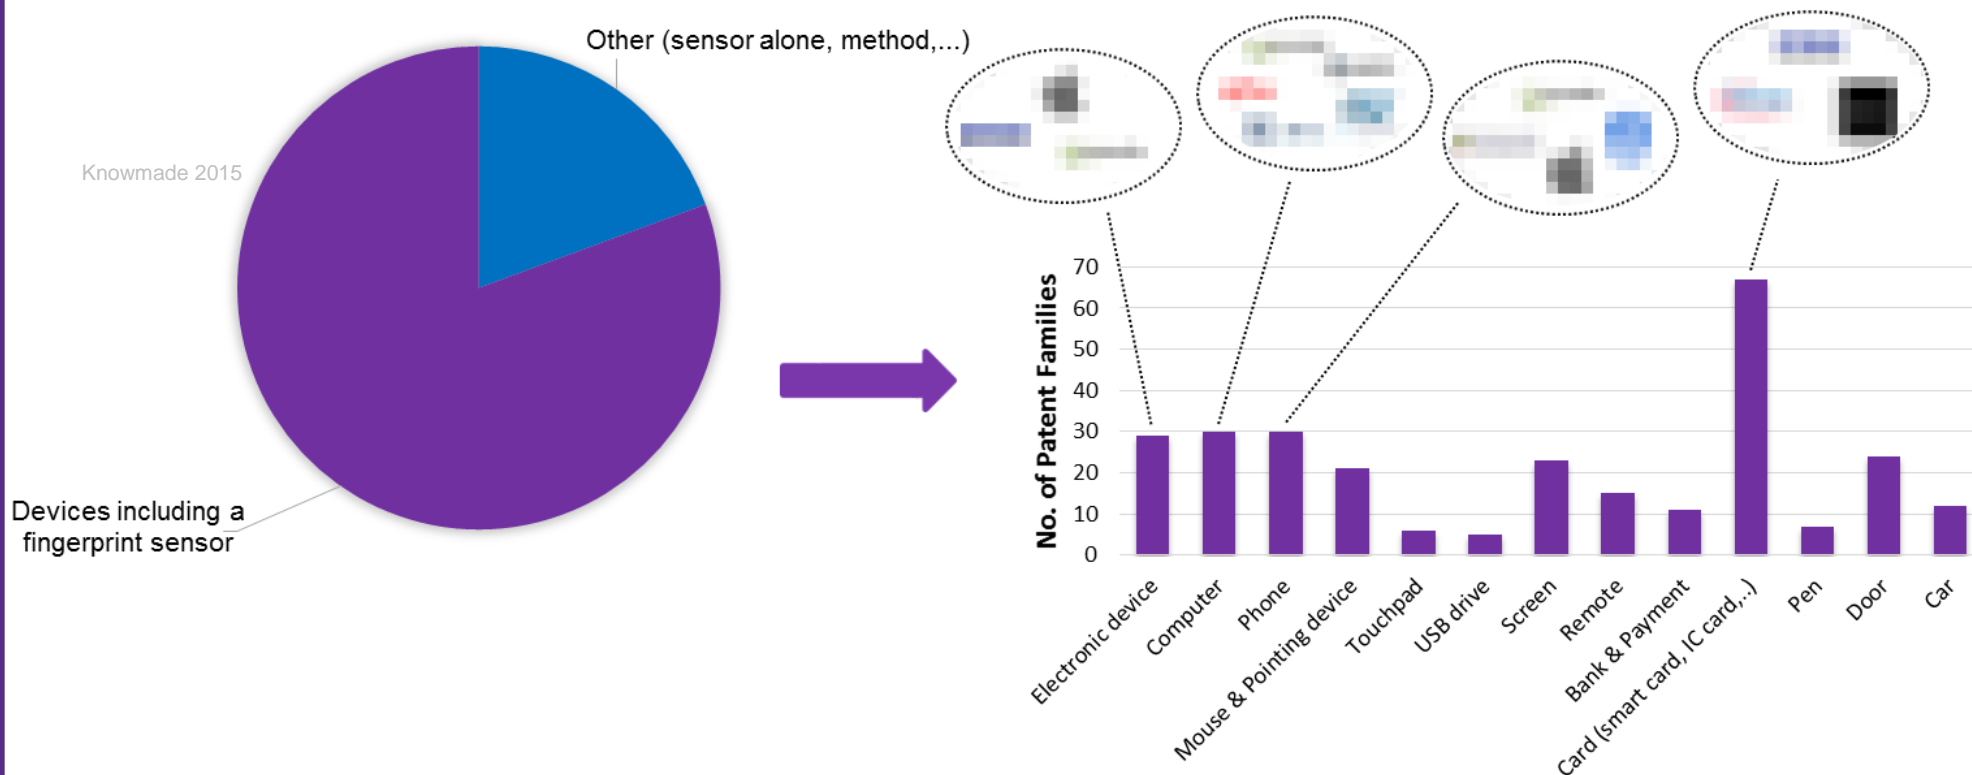 Other (sensor alone, method,...)
Knowmade 2015
Devices including a
fingerprint sensor
No. of Patent Families
70
60
50
40
30
20
10
0
Electronic device
Computer
Phone
Mouse & Pointing device
Touchpad
USB drive
Screen
Remote
Bank & Payment
Card (smart card, IC card,..)
Pen
Door
Car